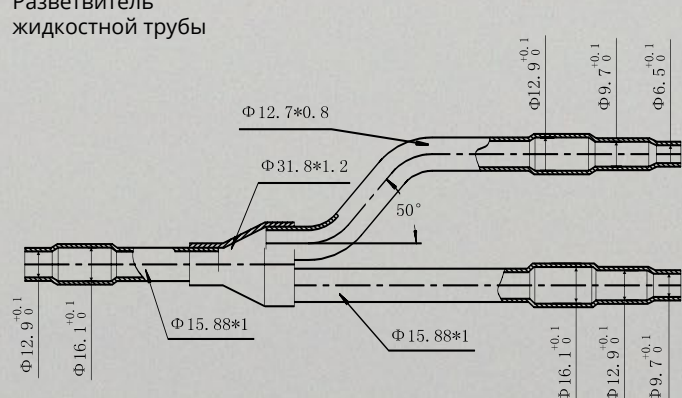 Разветвитель
жидкостной трубы
Φ12.9 +0.1 0
Φ9.7 +0.1 0
Φ6.5 +0.1 0
Φ12.7*0.8
Φ31.8*1.2
50°
Φ12.9 +0.1 0
Φ16.1 +0.1 0
Φ15.88*1
Φ15.88*1
Φ16.1 +0.1 0
Φ12.9 +0.1 0
Φ9.7 +0.1 0